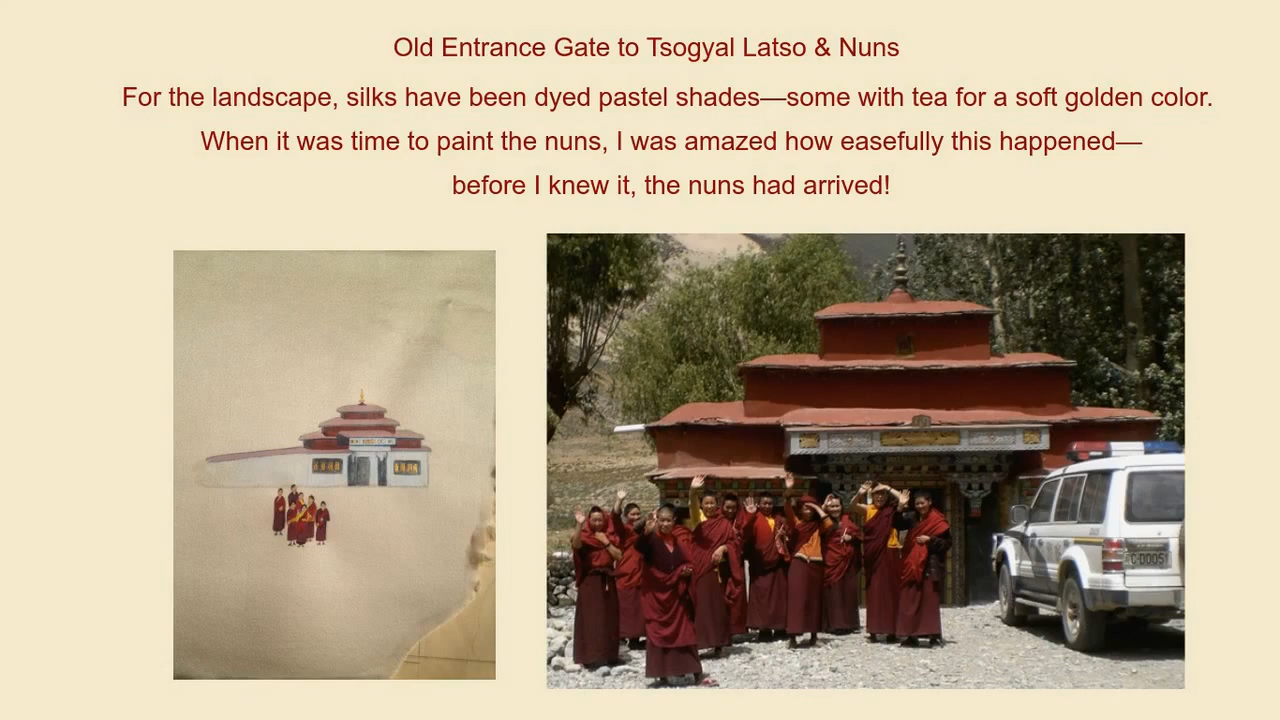 Old Entrance Gate to Tsogyal Latso & Nuns
For the landscape, silks have been dyed pastel shades—some with tea for a soft golden color.
When it was time to paint the nuns, I was amazed how easefully this happened—
before I knew it, the nuns had arrived!